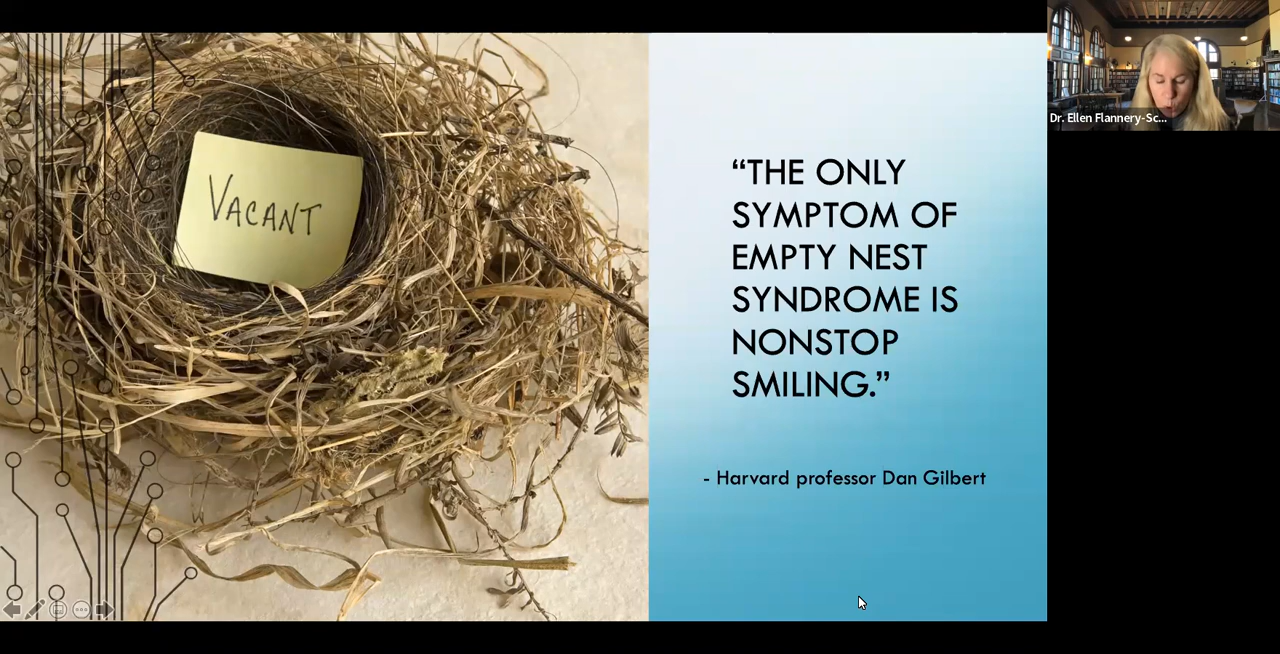 VACANT
“THE ONLY
SYMPTOM OF
EMPTY NEST
SYNDROME IS
NONSTOP
SMILING.”
- Harvard professor Dan Gilbert
Dr. Ellen Flannery-Sc...